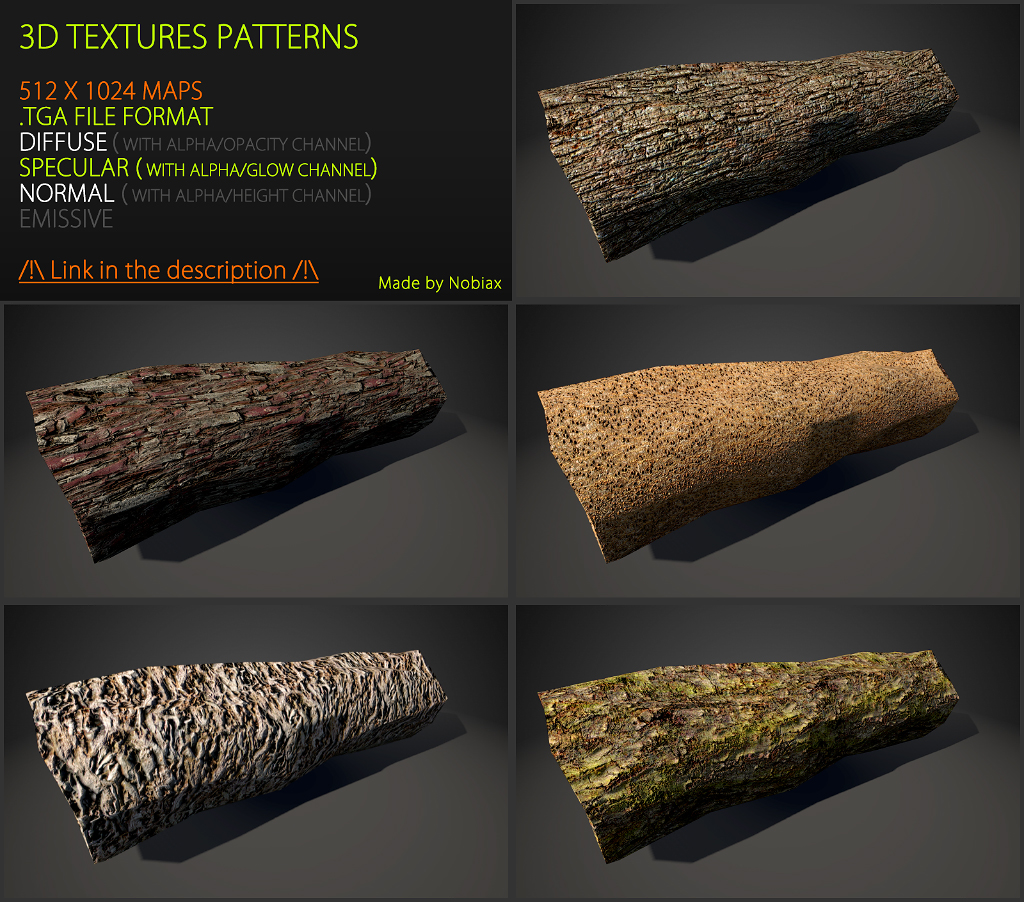 3D TEXTURES PATTERNS
512 X 1024 MAPS
.TGA FILE FORMAT
DIFFUSE ( WITH ALPHA/OPACITY CHANNEL)
SPECULAR ( WITH ALPHA/GLOW CHANNEL)
NORMAL ( WITH ALPHA/HEIGHT CHANNEL)
EMISSIVE
/!\ Link in the description /!\
Made by Nobiax